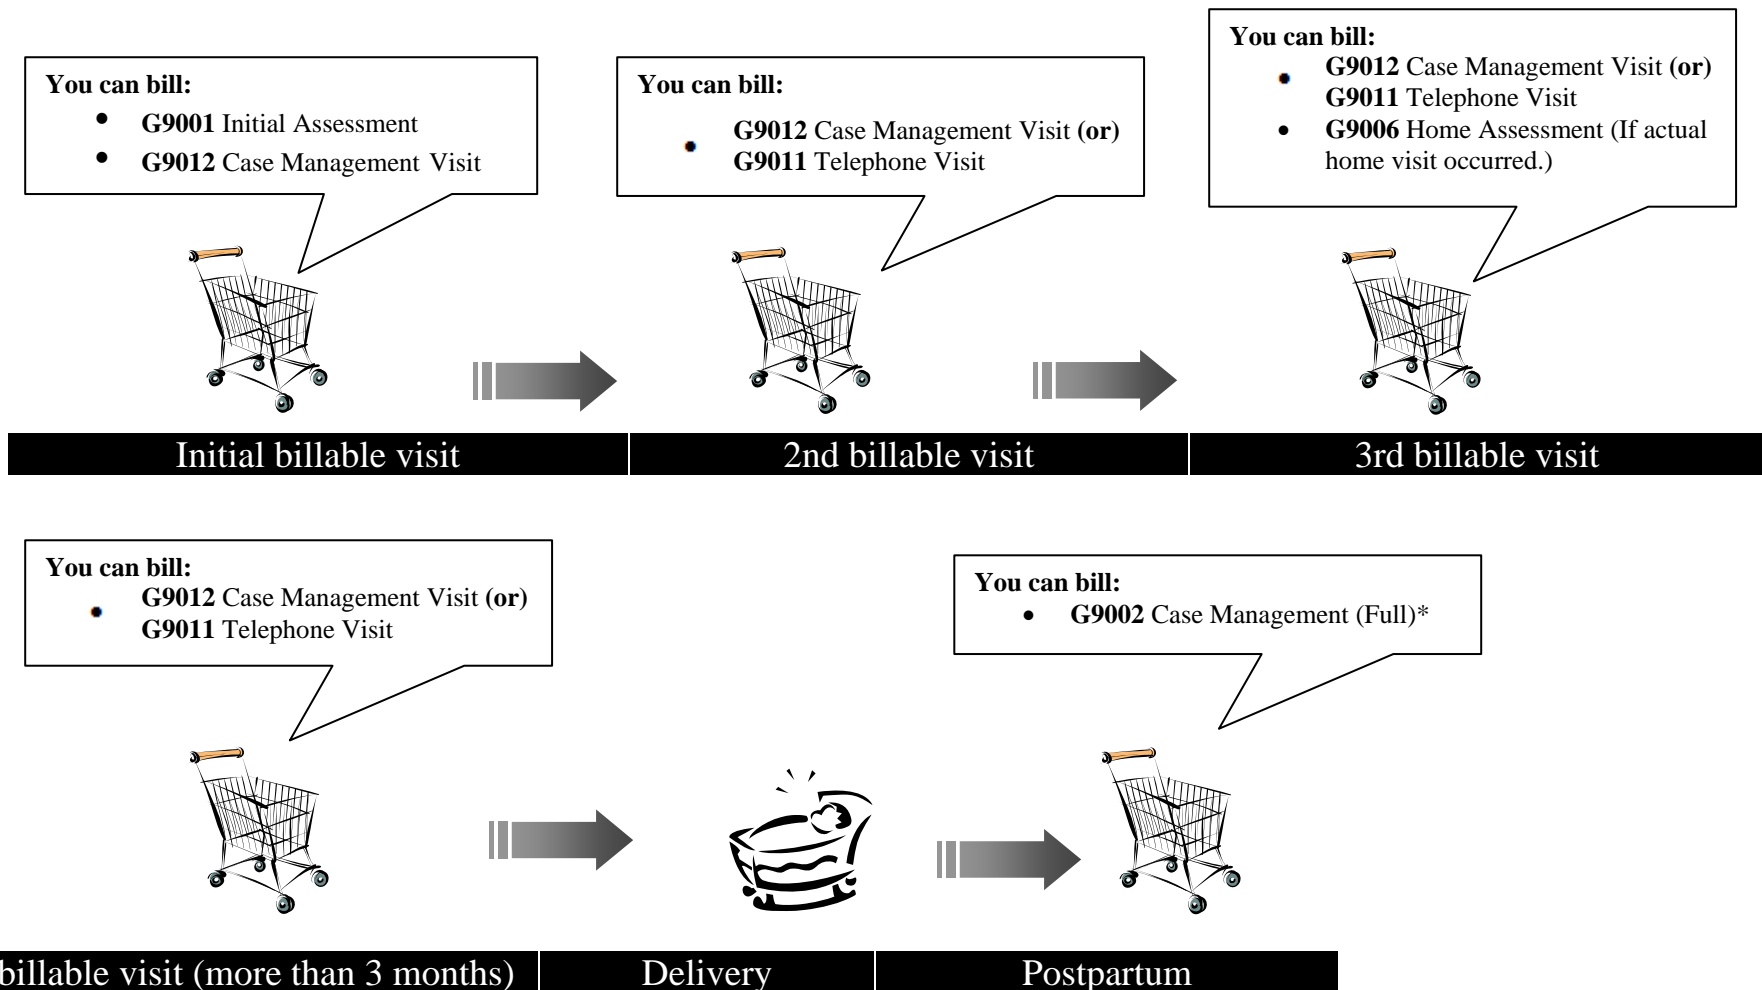 You can bill:
• G9001 Initial Assessment
• G9012 Case Management Visit
You can bill:
• G9012 Case Management Visit (or)
G9011 Telephone Visit
You can bill:
• G9012 Case Management Visit (or)
G9011 Telephone Visit
• G9006 Home Assessment (If actual
home visit occurred.)
Initial billable visit
2nd billable visit
3rd billable visit
You can bill:
• G9012 Case Management Visit (or)
G9011 Telephone Visit
You can bill:
• G9002 Case Management (Full)*
billable visit (more than 3 months)
Delivery
Postpartum